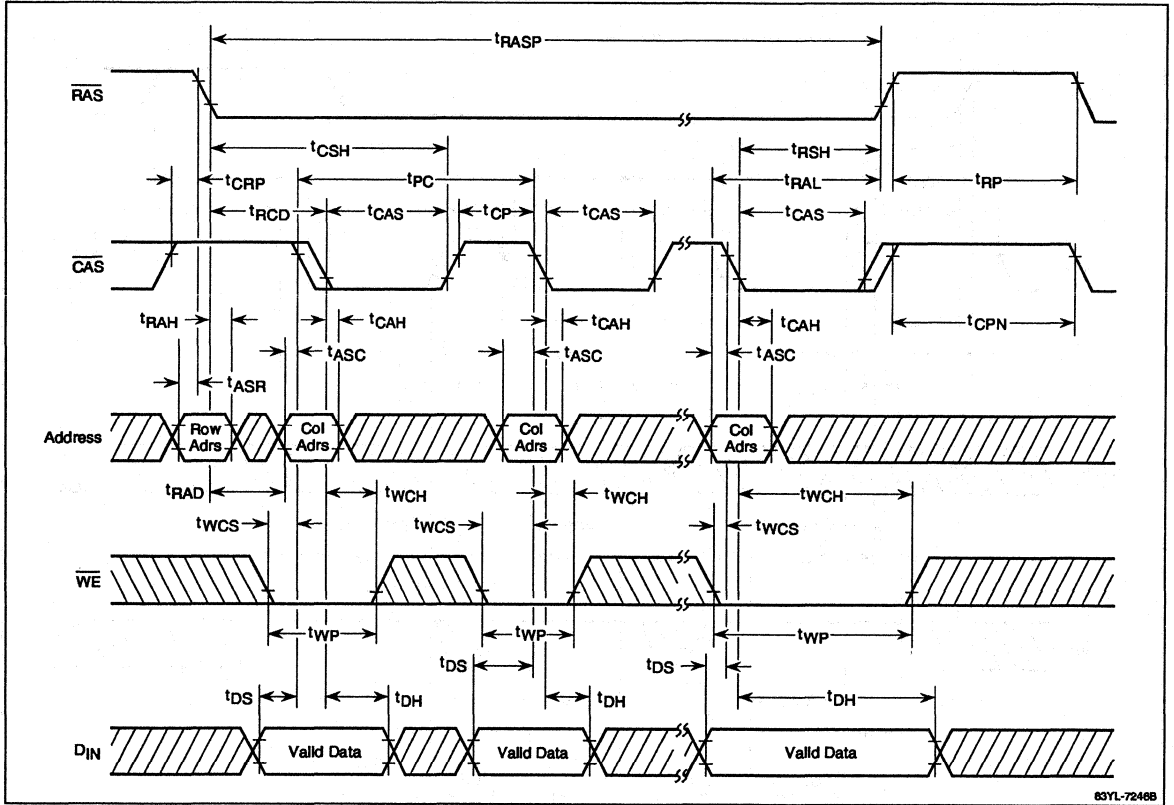 tRASP
RAS
tCSH
tRSH
tCRP
tPC
tRAL
tRP
tRCD
tCAS
tCP
tCAS
tCAS
CAS
tRAH
tCAH
tCAH
tCAH
tCPN
tASC
tASC
tASC
tASR
Address
Row
Adrs
Col
Adrs
Col
Adrs
Col
Adrs
tRAD
tWCH
tWCH
tWCH
tWCS
tWCS
tWCS
WE
tWP
tWP
tWP
tDS
tDS
tDS
tDH
tDH
tDH
DIN
Valid Data
Valid Data
Valid Data
83YL-7246B